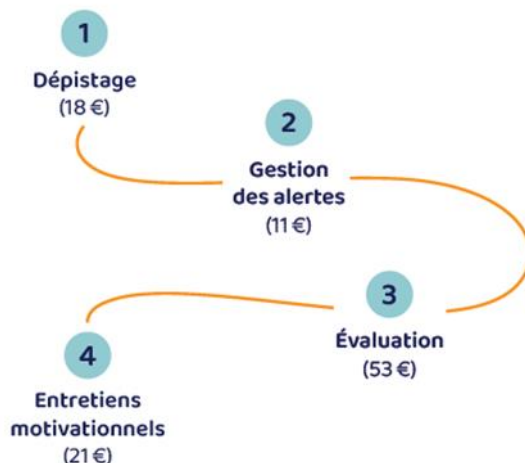 1
Dépistage
(18 €)
2
Gestion
des alertes
(11 €)
3
Évaluation
(53 €)
4
Entretiens
motivationnels
(21 €)